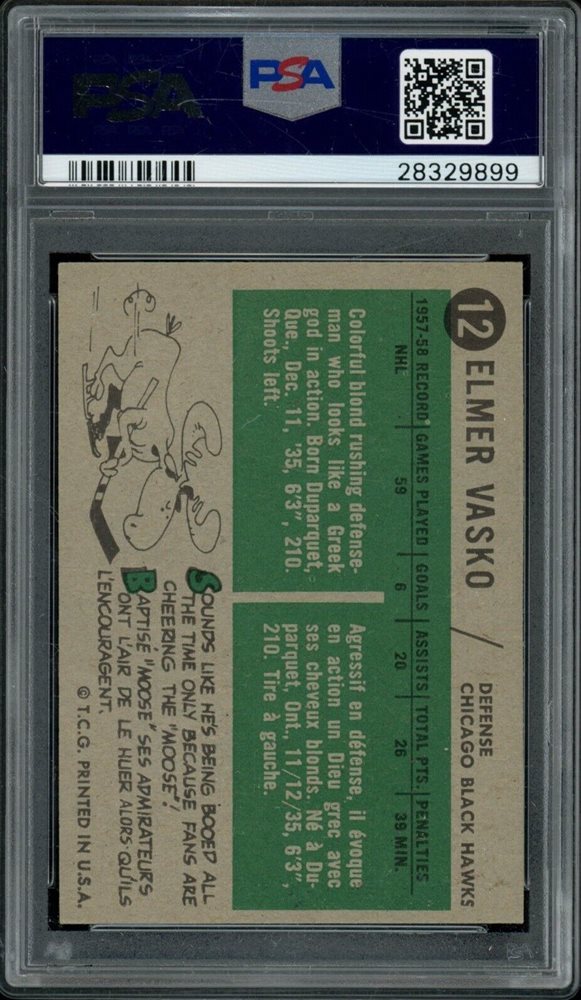 PSA
PSA
28329899
12 ELMER VASKO
DEFENSE
CHICAGO BLACK HAWKS
1957-58 RECORD GAMES PLAYED GOALS ASSISTS TOTAL PTS. PENALTIES
NHL 59 6 20 26 39 MIN.
Colorful blond rushing defense-
man who looks like a Greek
god in action. Born Duparquet,
Que., Dec. 11, '35, 6'3", 210.
Shoots left.
Agressif en défense, il évoque
en action un Dieu grec avec
ses cheveux blonds. Né à Du-
parquet, Ont., 11/12/35, 6'3",
210. Tire à gauche.
SOUNDS LIKE HE'S BEING BOOED ALL
THE TIME ONLY BECAUSE FANS ARE
CHEERING THE "MOOSE"!
BAPTISÉ "MOOSE" SES ADMIRATEURS
ONT L'AIR DE LE HUER ALORS QU'ILS
L'ENCOURAGENT.
© T.C.G. PRINTED IN U.S.A.